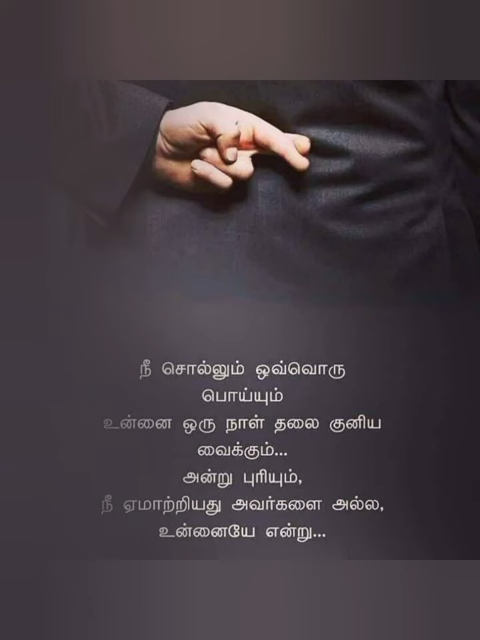 நீ சொல்லும் ஒவ்வொரு
பொய்யும்
உன்னை ஒரு நாள் தலை குனிய
வைக்கும்...
அன்று புரியும்,
நீ ஏமாற்றியது அவர்களை அல்ல,
உன்னையே என்று...